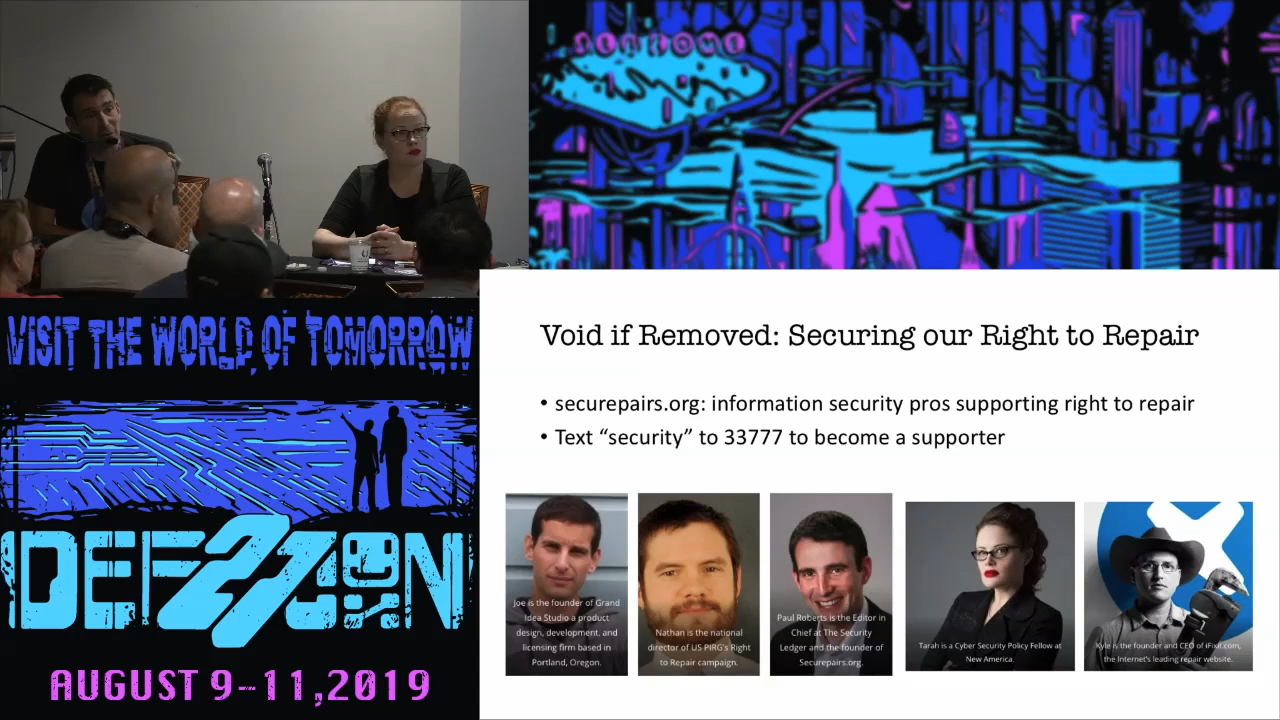 WELCOME
VISIT THE WORLD OF TOMORROW
DEF CON
27
AUGUST 9-11,2019
Void if Removed: Securing our Right to Repair
• securepairs.org: information security pros supporting right to repair
• Text “security” to 33777 to become a supporter
Joe is the founder of Grand
Idea Studio a product
design, development, and
licensing firm based in
Portland, Oregon.
Nathan is the national
director of US PIRG's Right
to Repair campaign.
Paul Roberts is the Editor in
Chief at The Security
Ledger and the founder of
Securepairs.org.
Tarah is a Cyber Security Policy Fellow at
New America.
Kyle is the founder and CEO of iFixit.com,
the Internet's leading repair website.